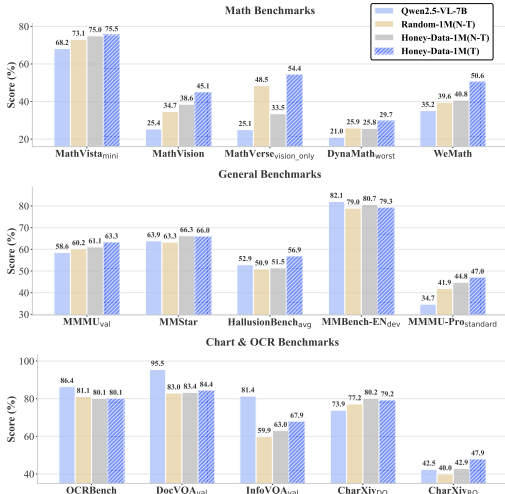 Math Benchmarks
Qwen2.5-VL-7B
Random-1M(N-T)
Honey-Data-1M(N-T)
Honey-Data-1M(T)
Score (%)
80
60
40
20
68.2 73.1 75.0 75.5
25.4 34.7 38.6 45.1
25.1 48.5 33.5 54.4
21.0 25.9 25.8 29.7
35.2 39.6 40.8 50.6
MathVista_mini MathVision MathVerse_vision_only DynaMath_worst WeMath
General Benchmarks
Score (%)
80
70
60
50
40
30
58.6 60.2 61.1 63.3
63.9 63.3 66.3 66.0
52.9 50.9 51.5 56.9
82.1 79.0 80.7 79.3
34.7 41.9 44.8 47.0
MMMU_val MMStar HallusionBench_avg MMBench-EN_dev MMMU-Pro_standard
Chart & OCR Benchmarks
Score (%)
100
80
60
40
86.4 81.1 80.1 80.1
95.5 83.0 83.4 84.4
81.4 59.9 63.0 67.9
73.9 77.2 80.2 79.2
42.5 40.0 42.9 47.9
OCRBench DocVQA_val InfoVQA_val CharXiv_DQ CharXiv_RQ